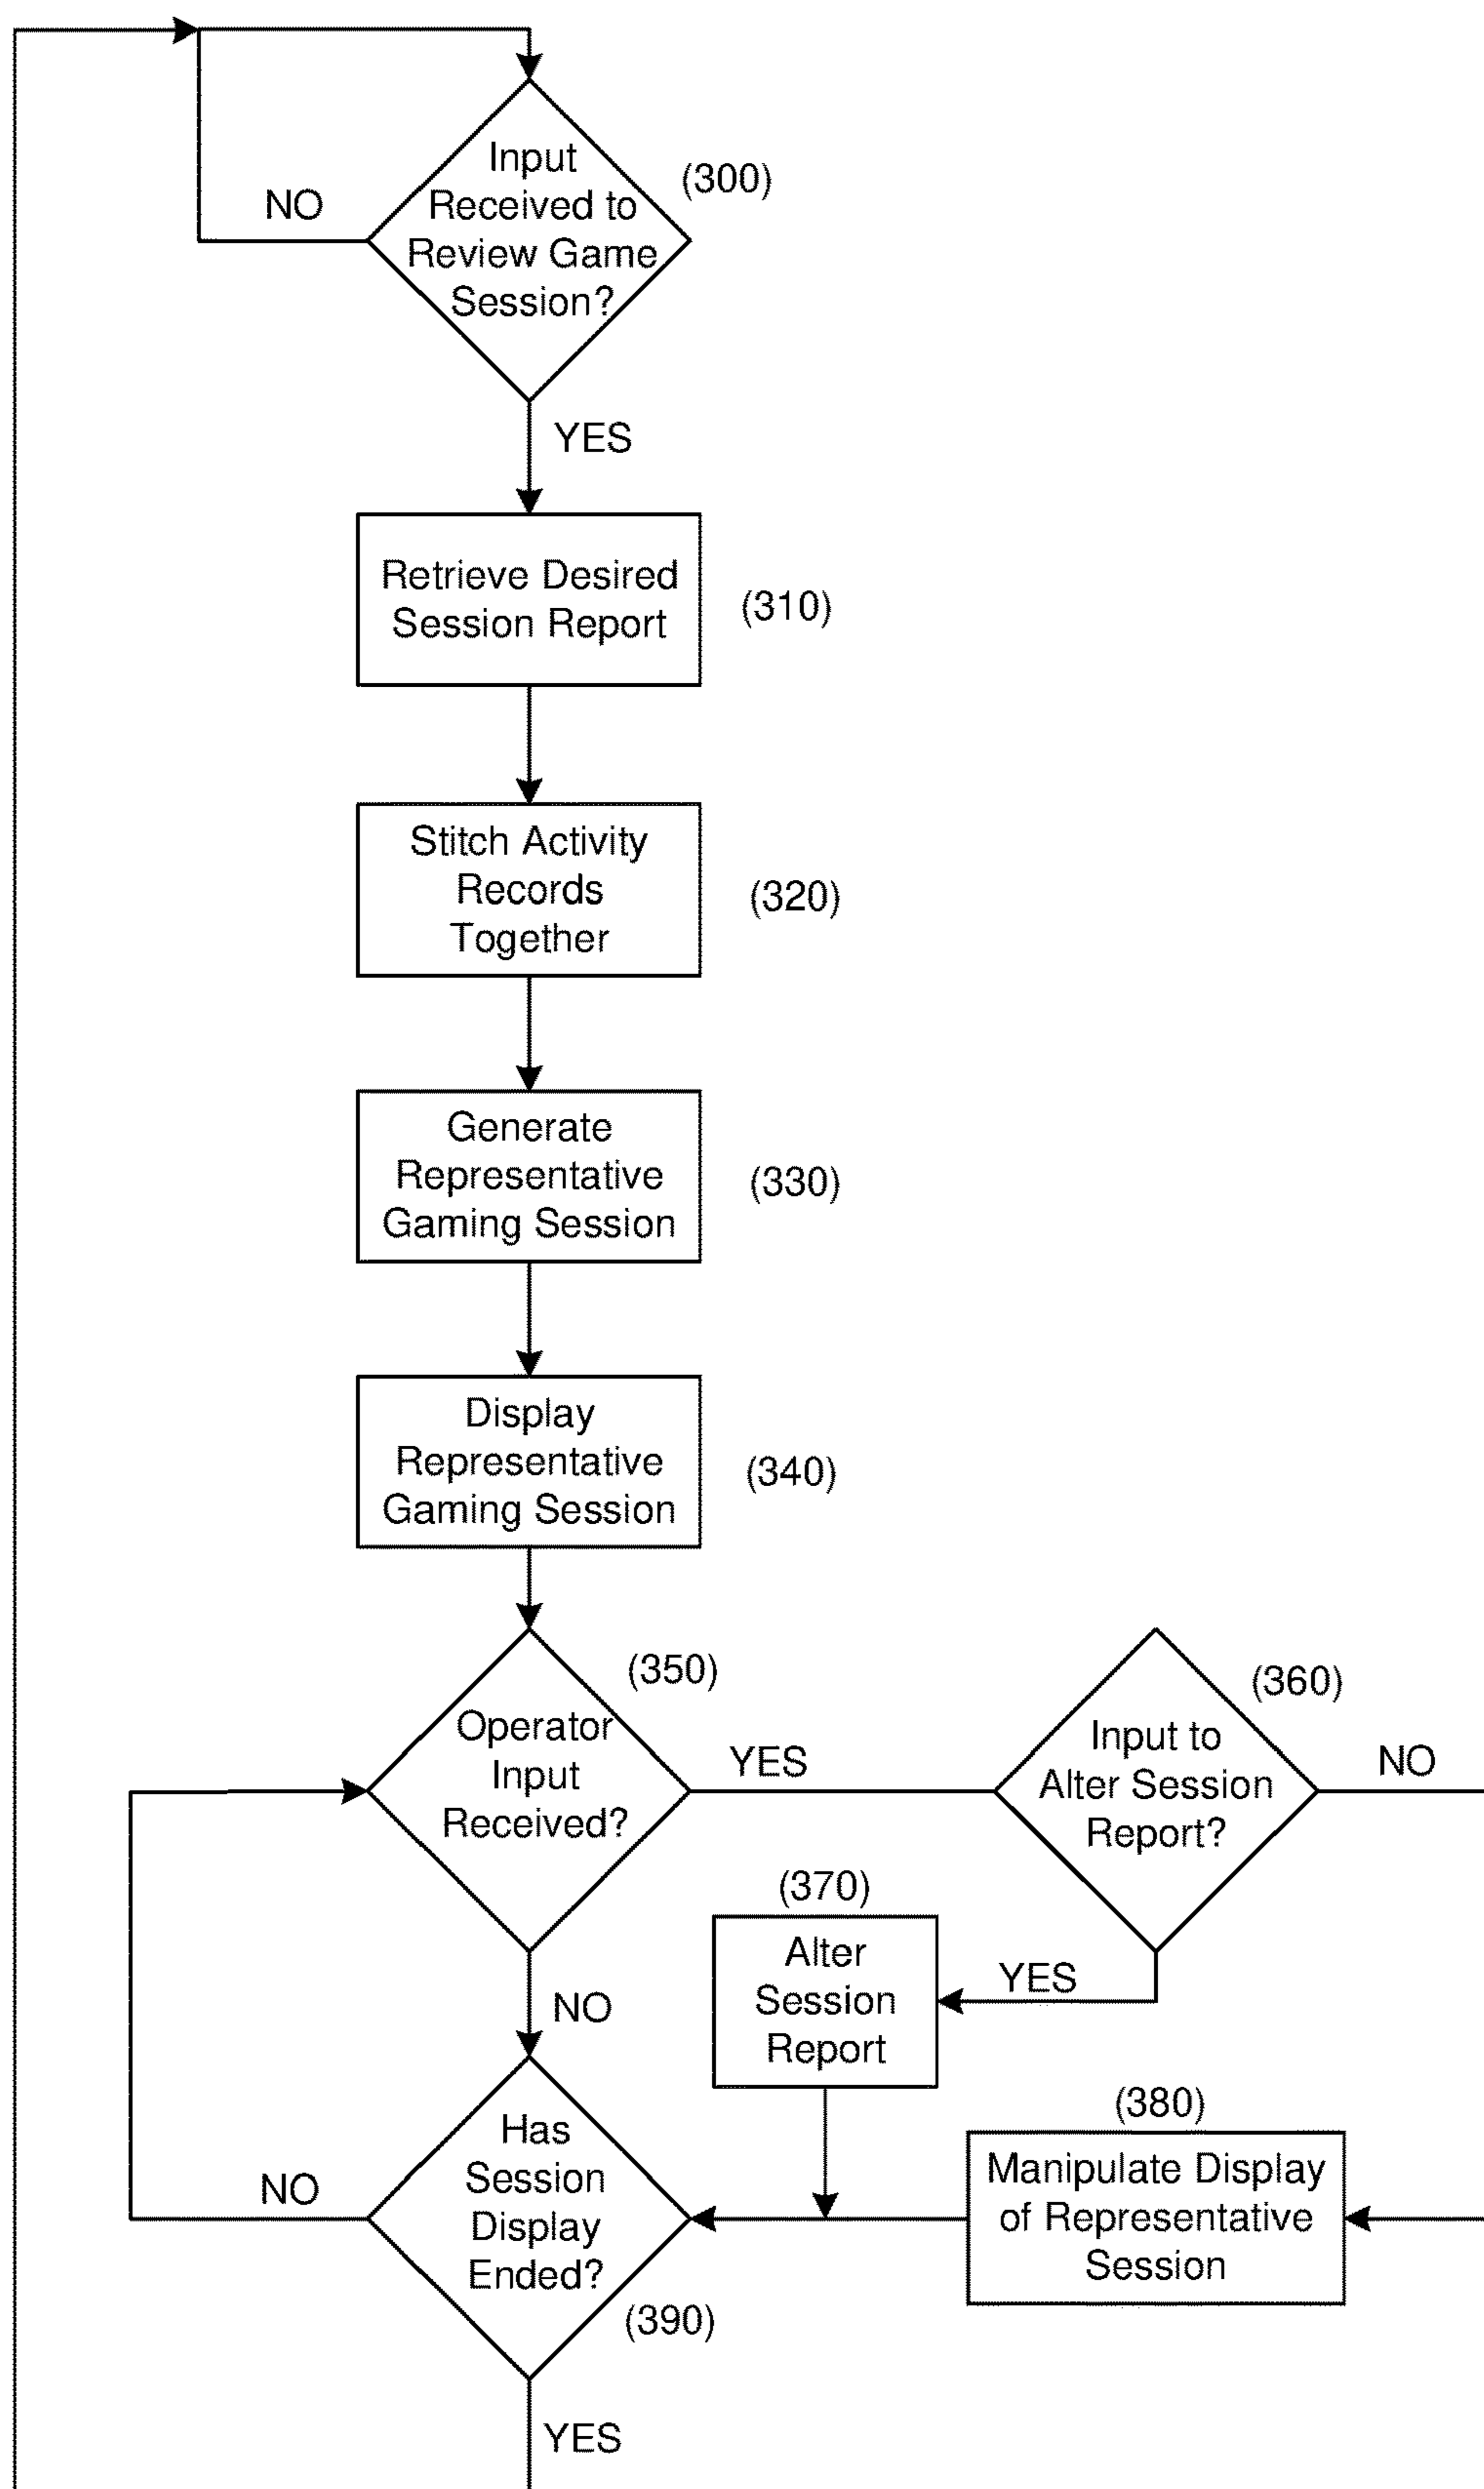 Input
Received to
Review Game
Session?
(300)
NO
YES
Retrieve Desired
Session Report
(310)
Stitch Activity
Records
Together
(320)
Generate
Representative
Gaming Session
(330)
Display
Representative
Gaming Session
(340)
Operator
Input
Received?
(350)
YES
Input to
Alter Session
Report?
(360)
NO
(370)
Alter
Session
Report
YES
NO
Has
Session
Display
Ended?
(390)
NO
(380)
Manipulate Display
of Representative
Session
YES